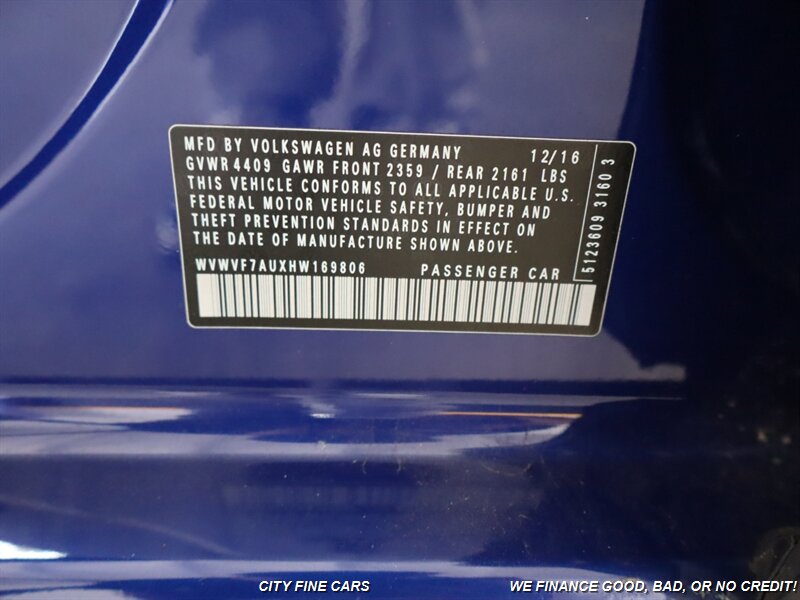 MFD BY VOLKSWAGEN AG GERMANY 12/16
GVWR 4409 GAWR FRONT 2359 / REAR 2161 LBS
THIS VEHICLE CONFORMS TO ALL APPLICABLE U.S.
FEDERAL MOTOR VEHICLE SAFETY, BUMPER AND
THEFT PREVENTION STANDARDS IN EFFECT ON
THE DATE OF MANUFACTURE SHOWN ABOVE.
WVWVF7AUXHW169806 PASSENGER CAR
5123609 3160 3
CITY FINE CARS WE FINANCE GOOD, BAD, OR NO CREDIT!